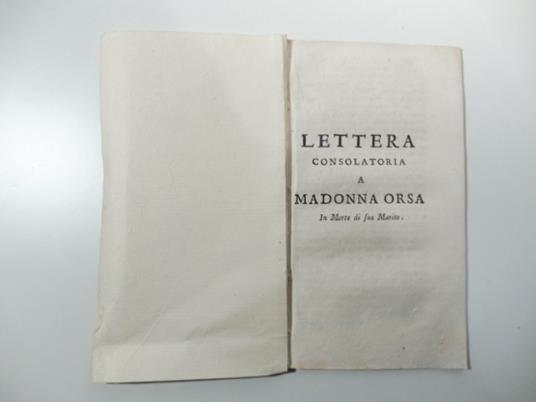 LETTERA
CONSOLATORIA
A
MADONNA ORSA
In Morte di suo Marito.